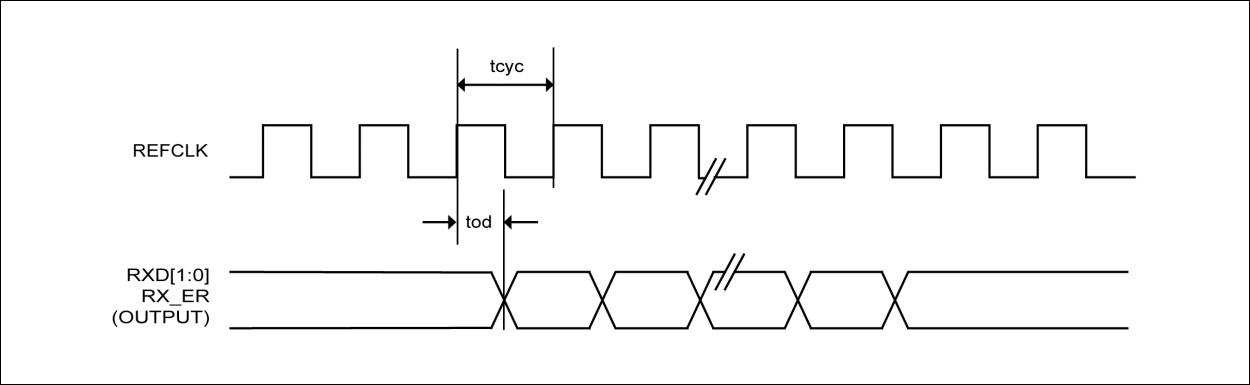 tcyc
REFCLK
tod
RXD[1:0]
RX_ER
(OUTPUT)